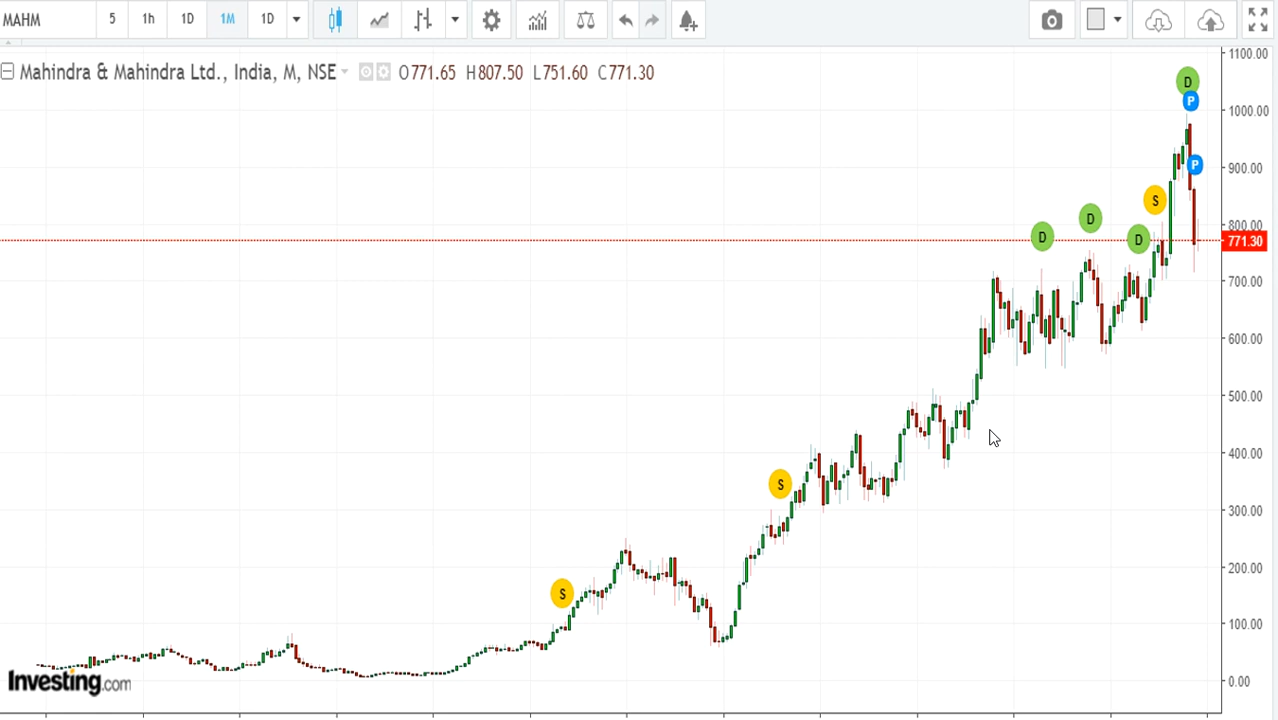 MAHM 5 1h 1D 1M 1D
Mahindra & Mahindra Ltd., India, M, NSE O771.65 H807.50 L751.60 C771.30
1100.00
D
P
1000.00
P
900.00
S
D
800.00
D
D
771.30
700.00
600.00
500.00
400.00
S
300.00
200.00
S
100.00
0.00
Investing.com